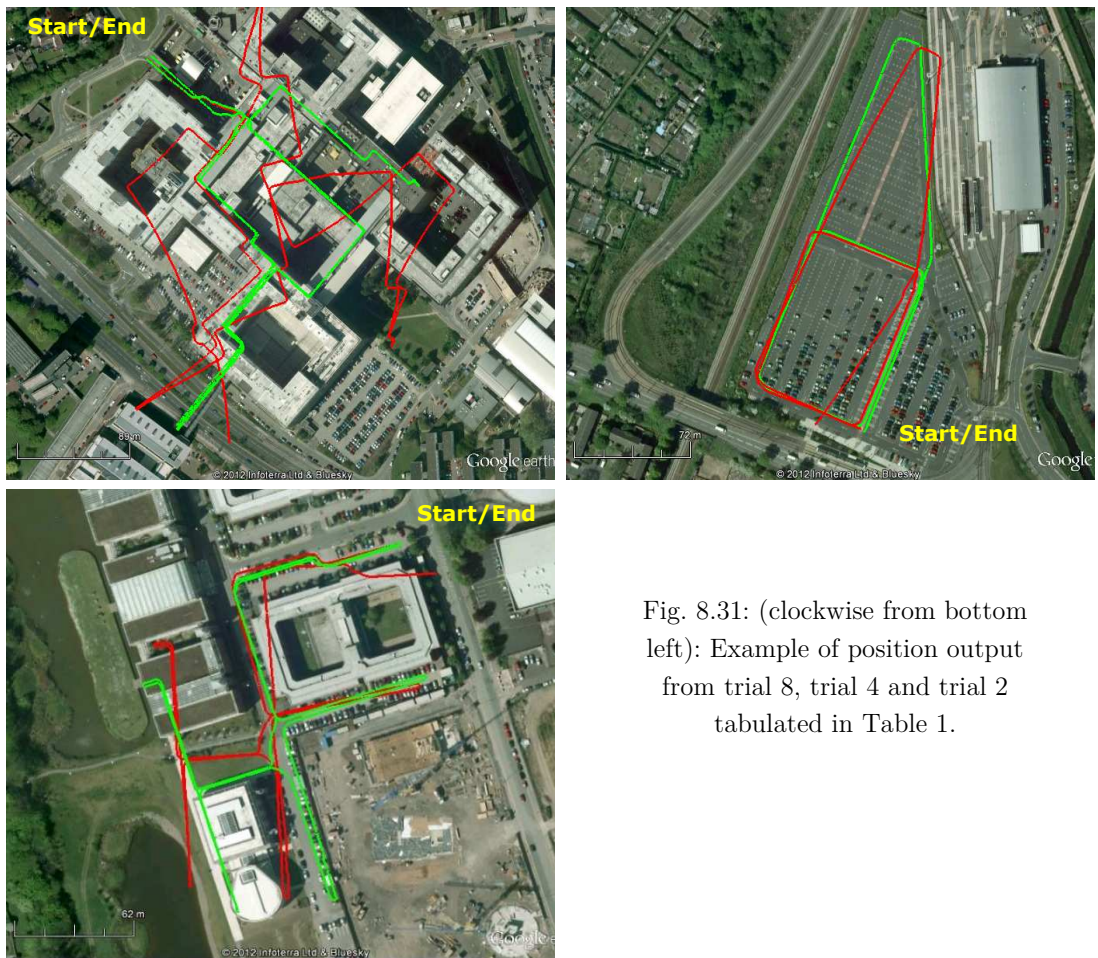 Start/End
89 m
© 2012 Infoterra Ltd & Bluesky
Google earth
Start/End
72 m
© 2012 Infoterra Ltd & Bluesky
Google
Start/End
62 m
© 2012 Infoterra Ltd & Bluesky
Google
Fig. 8.31: (clockwise from bottom
left): Example of position output
from trial 8, trial 4 and trial 2
tabulated in Table 1.